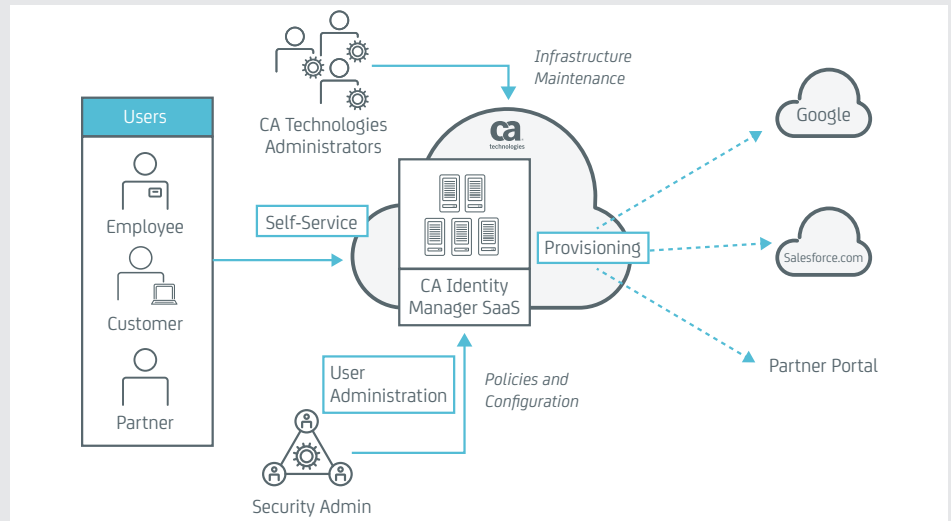 Users
Employee
Customer
Partner
CA Technologies
Administrators
Infrastructure
Maintenance
Self-Service
ca
technologies
CA Identity
Manager SaaS
Provisioning
Google
Salesforce.com
Partner Portal
User
Administration
Policies and
Configuration
Security Admin